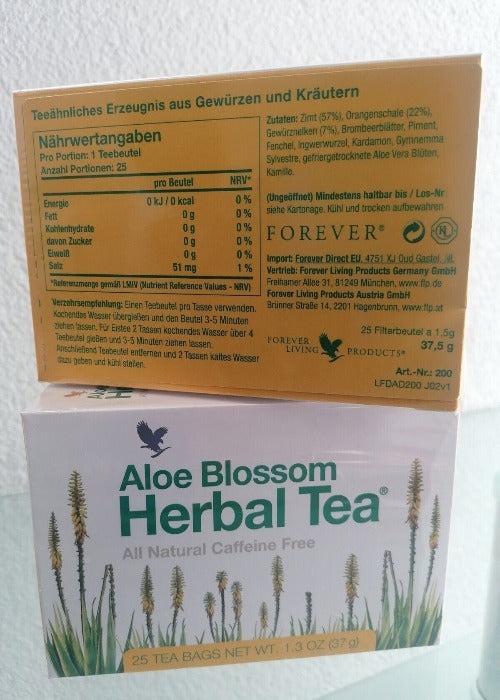 Teeähnliches Erzeugnis aus Gewürzen und Kräutern
Nährwertangaben
Pro Portion: 1 Teebeutel
Anzahl Portionen: 25
pro Beutel NRV*
Energie 0 kJ / 0 kcal 0 %
Fett 0 g 0 %
Kohlenhydrate 0 g 0 %
davon Zucker 0 g 0 %
Eiweiß 0 g 0 %
Salz 51 mg 1 %
*Referenzmenge gemäß LMIV (Nutrient Reference Values - NRV)
Verzehrsempfehlung: Einen Teebeutel pro Tasse verwenden.
Kochendes Wasser übergießen und den Beutel 3-5 Minuten
ziehen lassen. Für Eistee 2 Tassen kochendes Wasser über 4
Teebeutel gießen und 3-5 Minuten ziehen lassen.
Anschließend Teebeutel entfernen und 2 Tassen kaltes Wasser
dazu geben und kühl stellen.
Zutaten: Zimt (57%), Orangenschale (22%),
Gewürznelken (7%), Brombeerblätter, Piment,
Fenchel, Ingwerwurzel, Kardamon, Gymnemma
Sylvestre, gefriergetrocknete Aloe Vera Blüten,
Kamille.
(Ungeöffnet) Mindestens haltbar bis / Los-Nr
siehe Kartonage. Kühl und trocken aufbewahren
FOREVER®
Import: Forever Direct EU, 4751 XJ Oud Gastel, NL
Vertrieb: Forever Living Products Germany GmbH
Freihamer Allee 31, 81249 München, www.flp.de
Forever Living Products Austria GmbH
Brünner Straße 14, 2201 Hagenbrunn, www.flp.at
25 Filterbeutel a 1,5g
37,5 g
FOREVER
LIVING PRODUCTS®
Art.-Nr.: 200
LFDAD200 J02v1
Aloe Blossom
Herbal Tea®
All Natural Caffeine Free
25 TEA BAGS NET WT. 1.3 OZ (37 g)